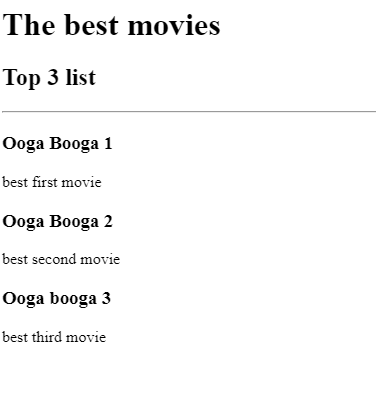 The best movies
Top 3 list
Ooga Booga 1
best first movie
Ooga Booga 2
best second movie
Ooga booga 3
best third movie